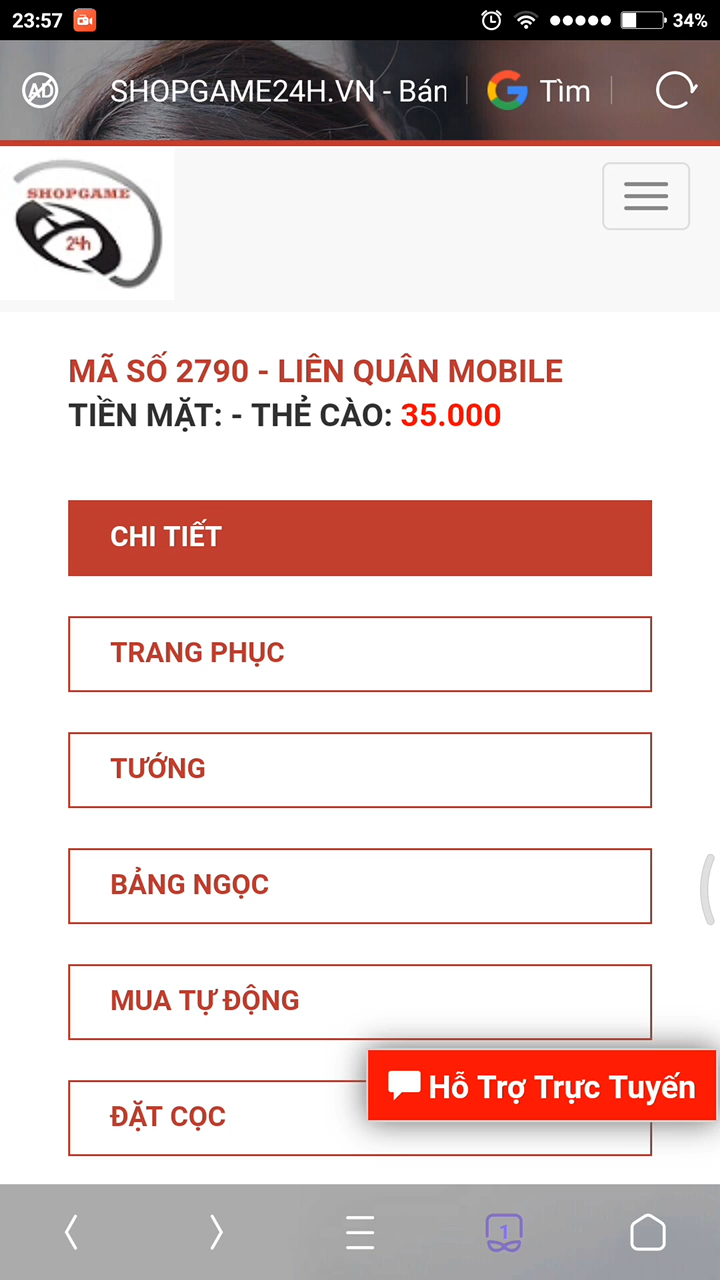 23:57
34%
AD
SHOPGAME24H.VN - Bán
Tìm
SHOPGAME
24h
MÃ SỐ 2790 - LIÊN QUÂN MOBILE
TIỀN MẶT: - THẺ CÀO: 35.000
CHI TIẾT
TRANG PHỤC
TƯỚNG
BẢNG NGỌC
MUA TỰ ĐỘNG
Hỗ Trợ Trực Tuyến
ĐẶT CỌC
1